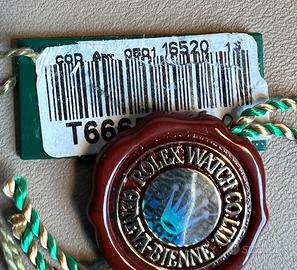 COD. Art. 0501 16520 13
T666
ROLEX WATCH CO. LTD
GENEVA-BIENNE